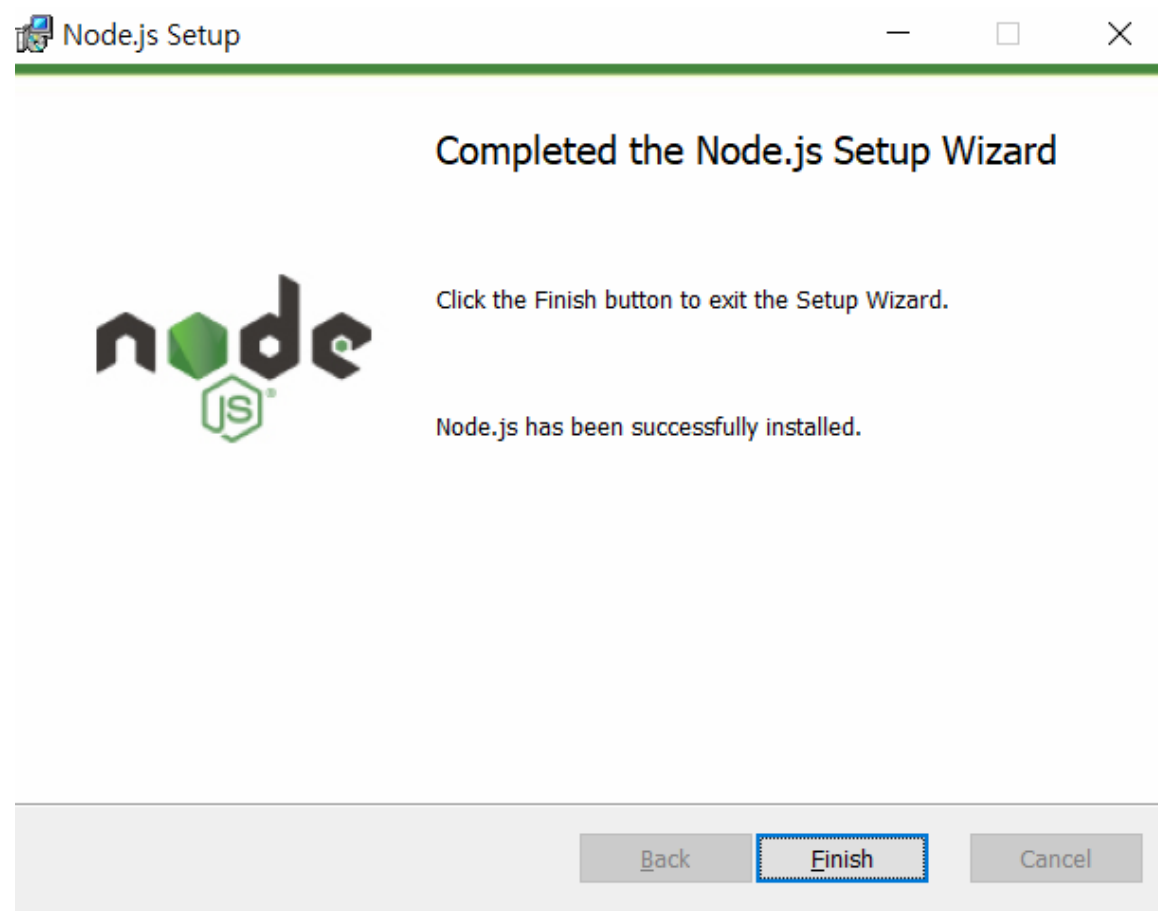 Node.js Setup
Completed the Node.js Setup Wizard
Click the Finish button to exit the Setup Wizard.
node
JS®
Node.js has been successfully installed.
Back Finish Cancel